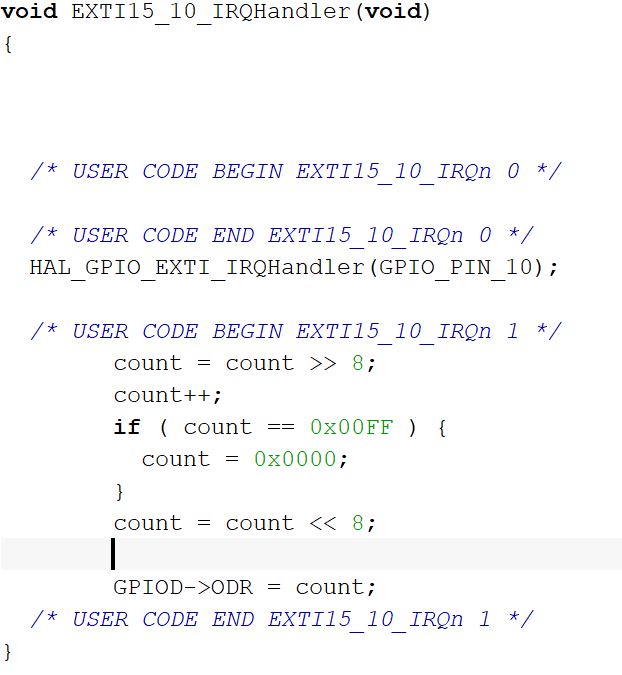 void EXTI15_10_IRQHandler(void)
{
/* USER CODE BEGIN EXTI15_10_IRQn 0 */
/* USER CODE END EXTI15_10_IRQn 0 */
HAL_GPIO_EXTI_IRQHandler(GPIO_PIN_10);
/* USER CODE BEGIN EXTI15_10_IRQn 1 */
count = count >> 8;
count++;
if ( count == 0x00FF ) {
count = 0x0000;
}
count = count << 8;
GPIOD->ODR = count;
/* USER CODE END EXTI15_10_IRQn 1 */
}